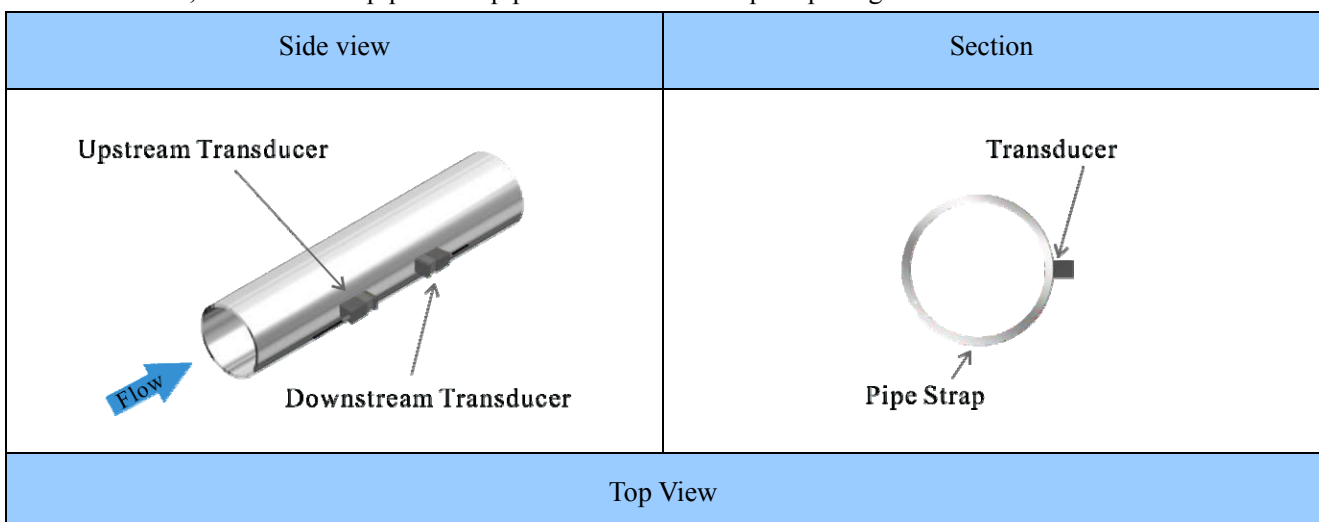 Side view
Section
Upstream Transducer
Transducer
Flow
Downstream Transducer
Pipe Strap
Top View